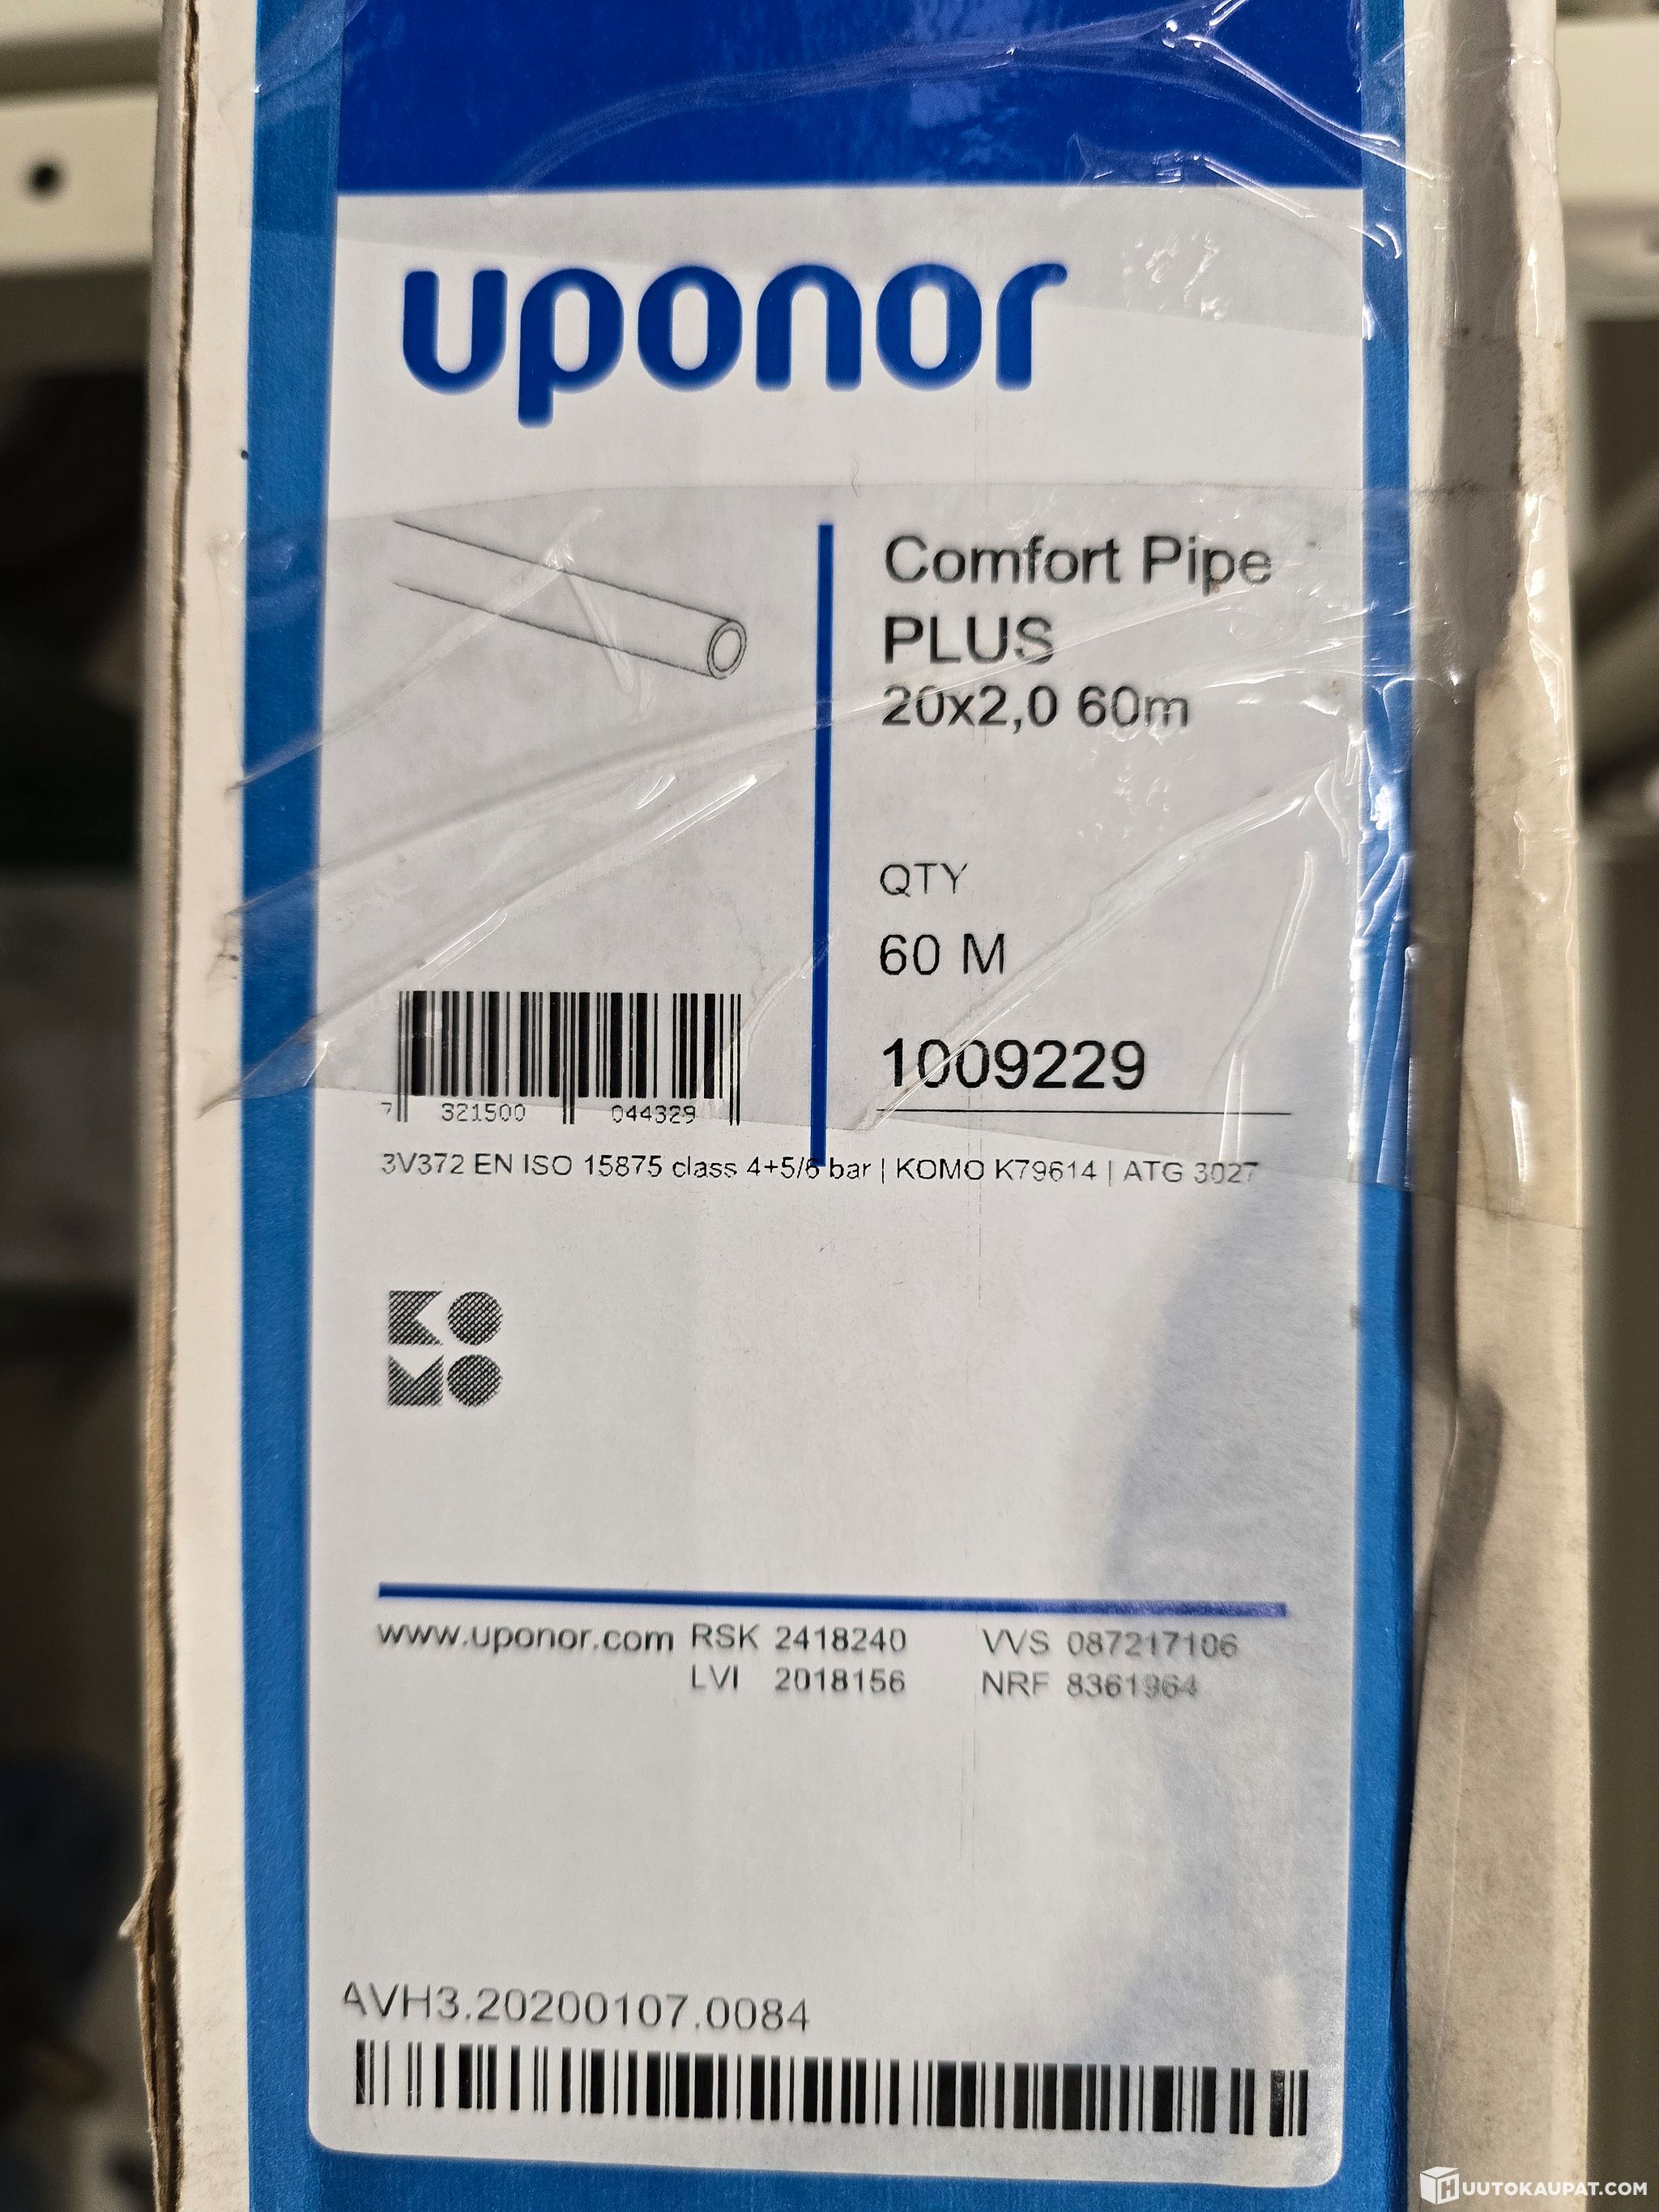 uponor
Comfort Pipe
PLUS
20x2,0 60m
QTY
60 M
1009229
7 321500 044329
3V372 EN ISO 15875 class 4+5/6 bar | KOMO K79614 | ATG 3027
KO
MO
www.uponor.com RSK 2418240 VVS 087217106
LVI 2018156 NRF 8361964
AVH3.20200107.0084
HUUTOKAUPAT.COM